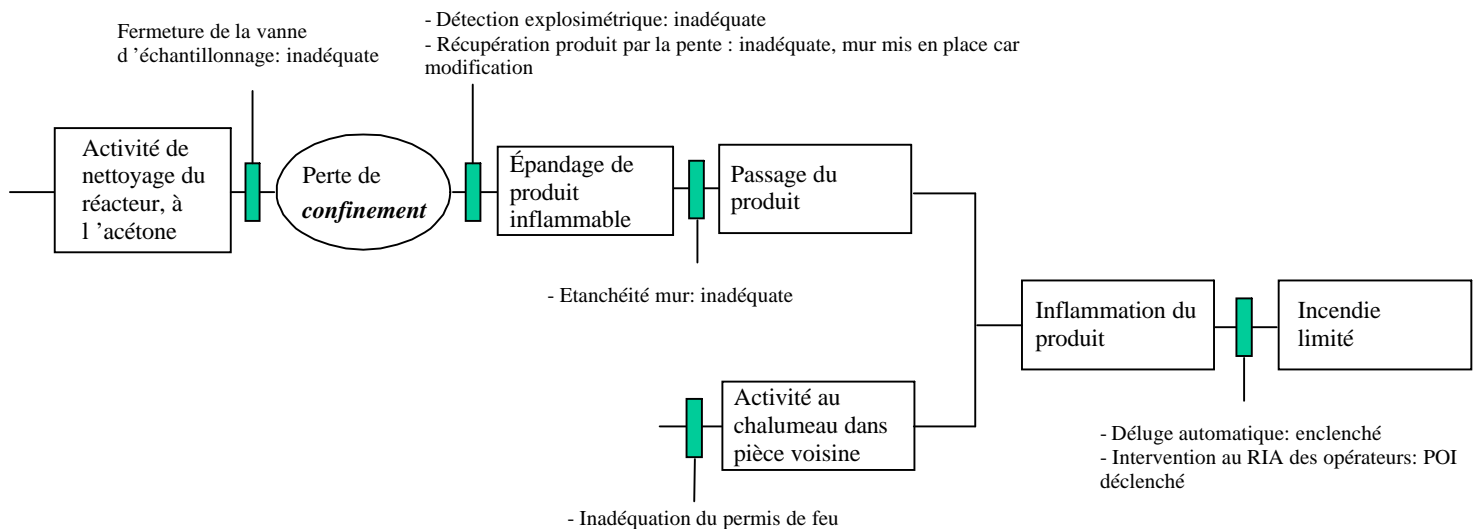 Fermeture de la vanne
d ’échantillonnage: inadéquate
- Détection explosimétrique: inadéquate
- Récupération produit par la pente : inadéquate, mur mis en place car
modification
Activité de
nettoyage du
réacteur, à
l ’acétone
Perte de
confinement
Épandage de
produit
inflammable
Passage du
produit
- Etanchéité mur: inadéquate
Inflammation du
produit
Incendie
limité
Activité au
chalumeau dans
pièce voisine
- Déluge automatique: enclenché
- Intervention au RIA des opérateurs: POI
déclenché
- Inadéquation du permis de feu